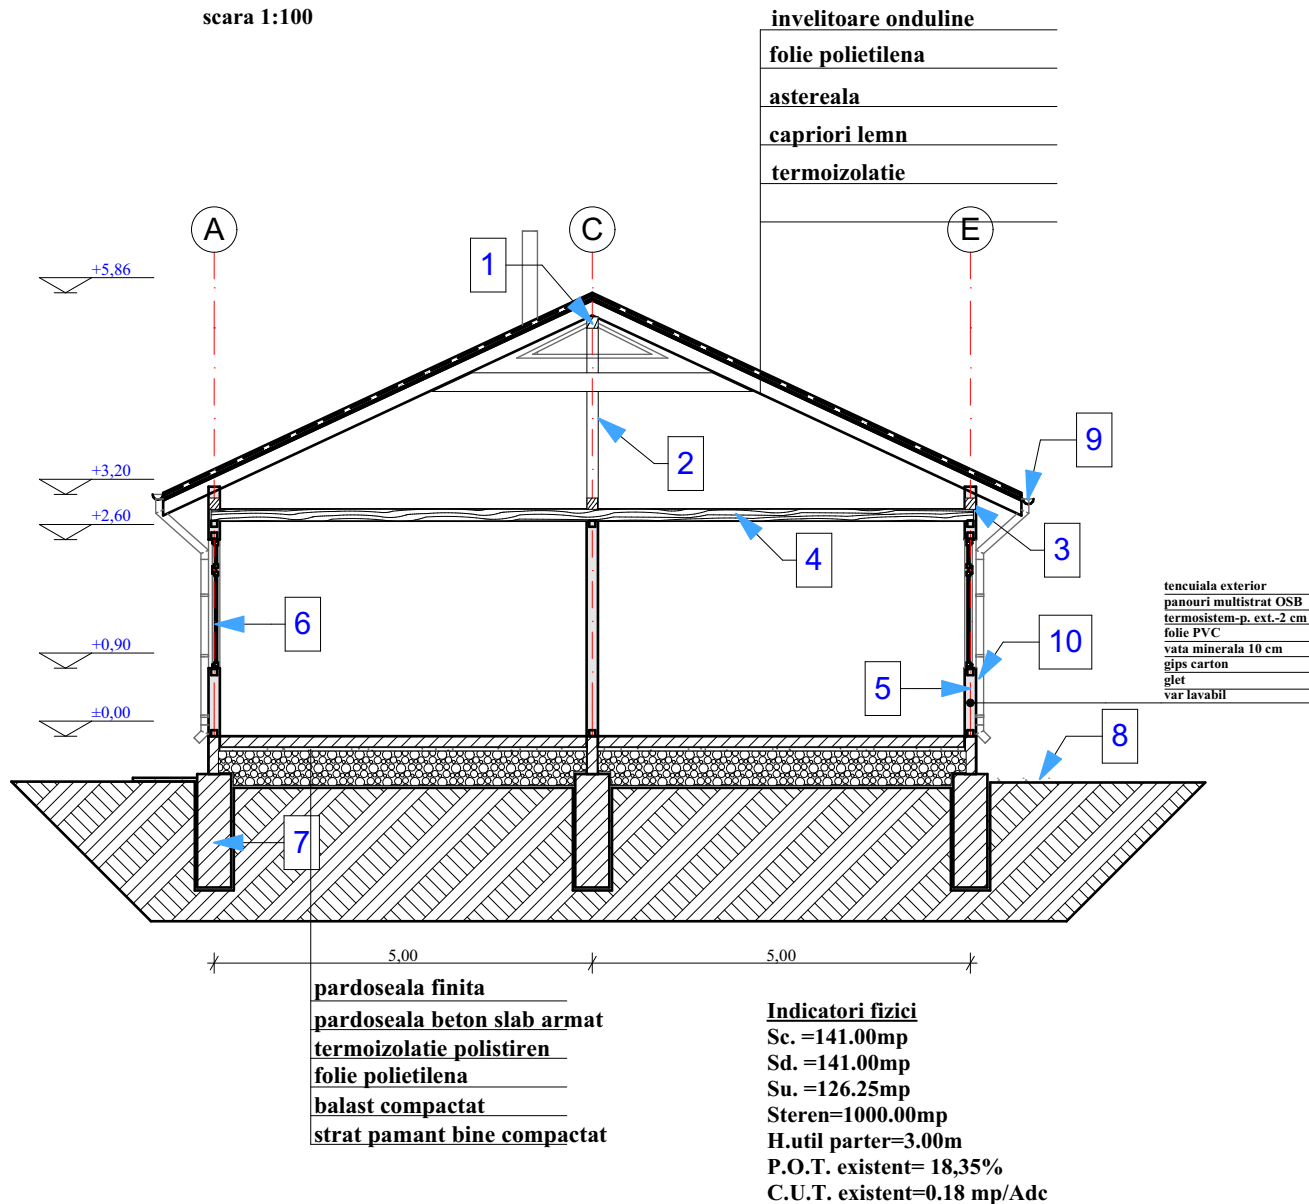 scara 1:100
invelitoare onduline
folie polietilena
astereala
capriori lemn
termoizolatie
A
C
E
+5,86
1
+3,20
2
9
+2,60
3
4
tencuiala exterior
panouri multistrat OSB
termosistem-p. ext.-2 cm
folie PVC
vata minerala 10 cm
gips carton
glet
var lavabil
6
+0,90
10
5
±0,00
8
7
5,00
5,00
pardoseala finita
pardoseala beton slab armat
termoizolatie polistiren
folie polietilena
balast compactat
strat pamant bine compactat
Indicatori fizici
Sc. =141.00mp
Sd. =141.00mp
Su. =126.25mp
Steren=1000.00mp
H.util parter=3.00m
P.O.T. existent= 18,35%
C.U.T. existent=0.18 mp/Adc